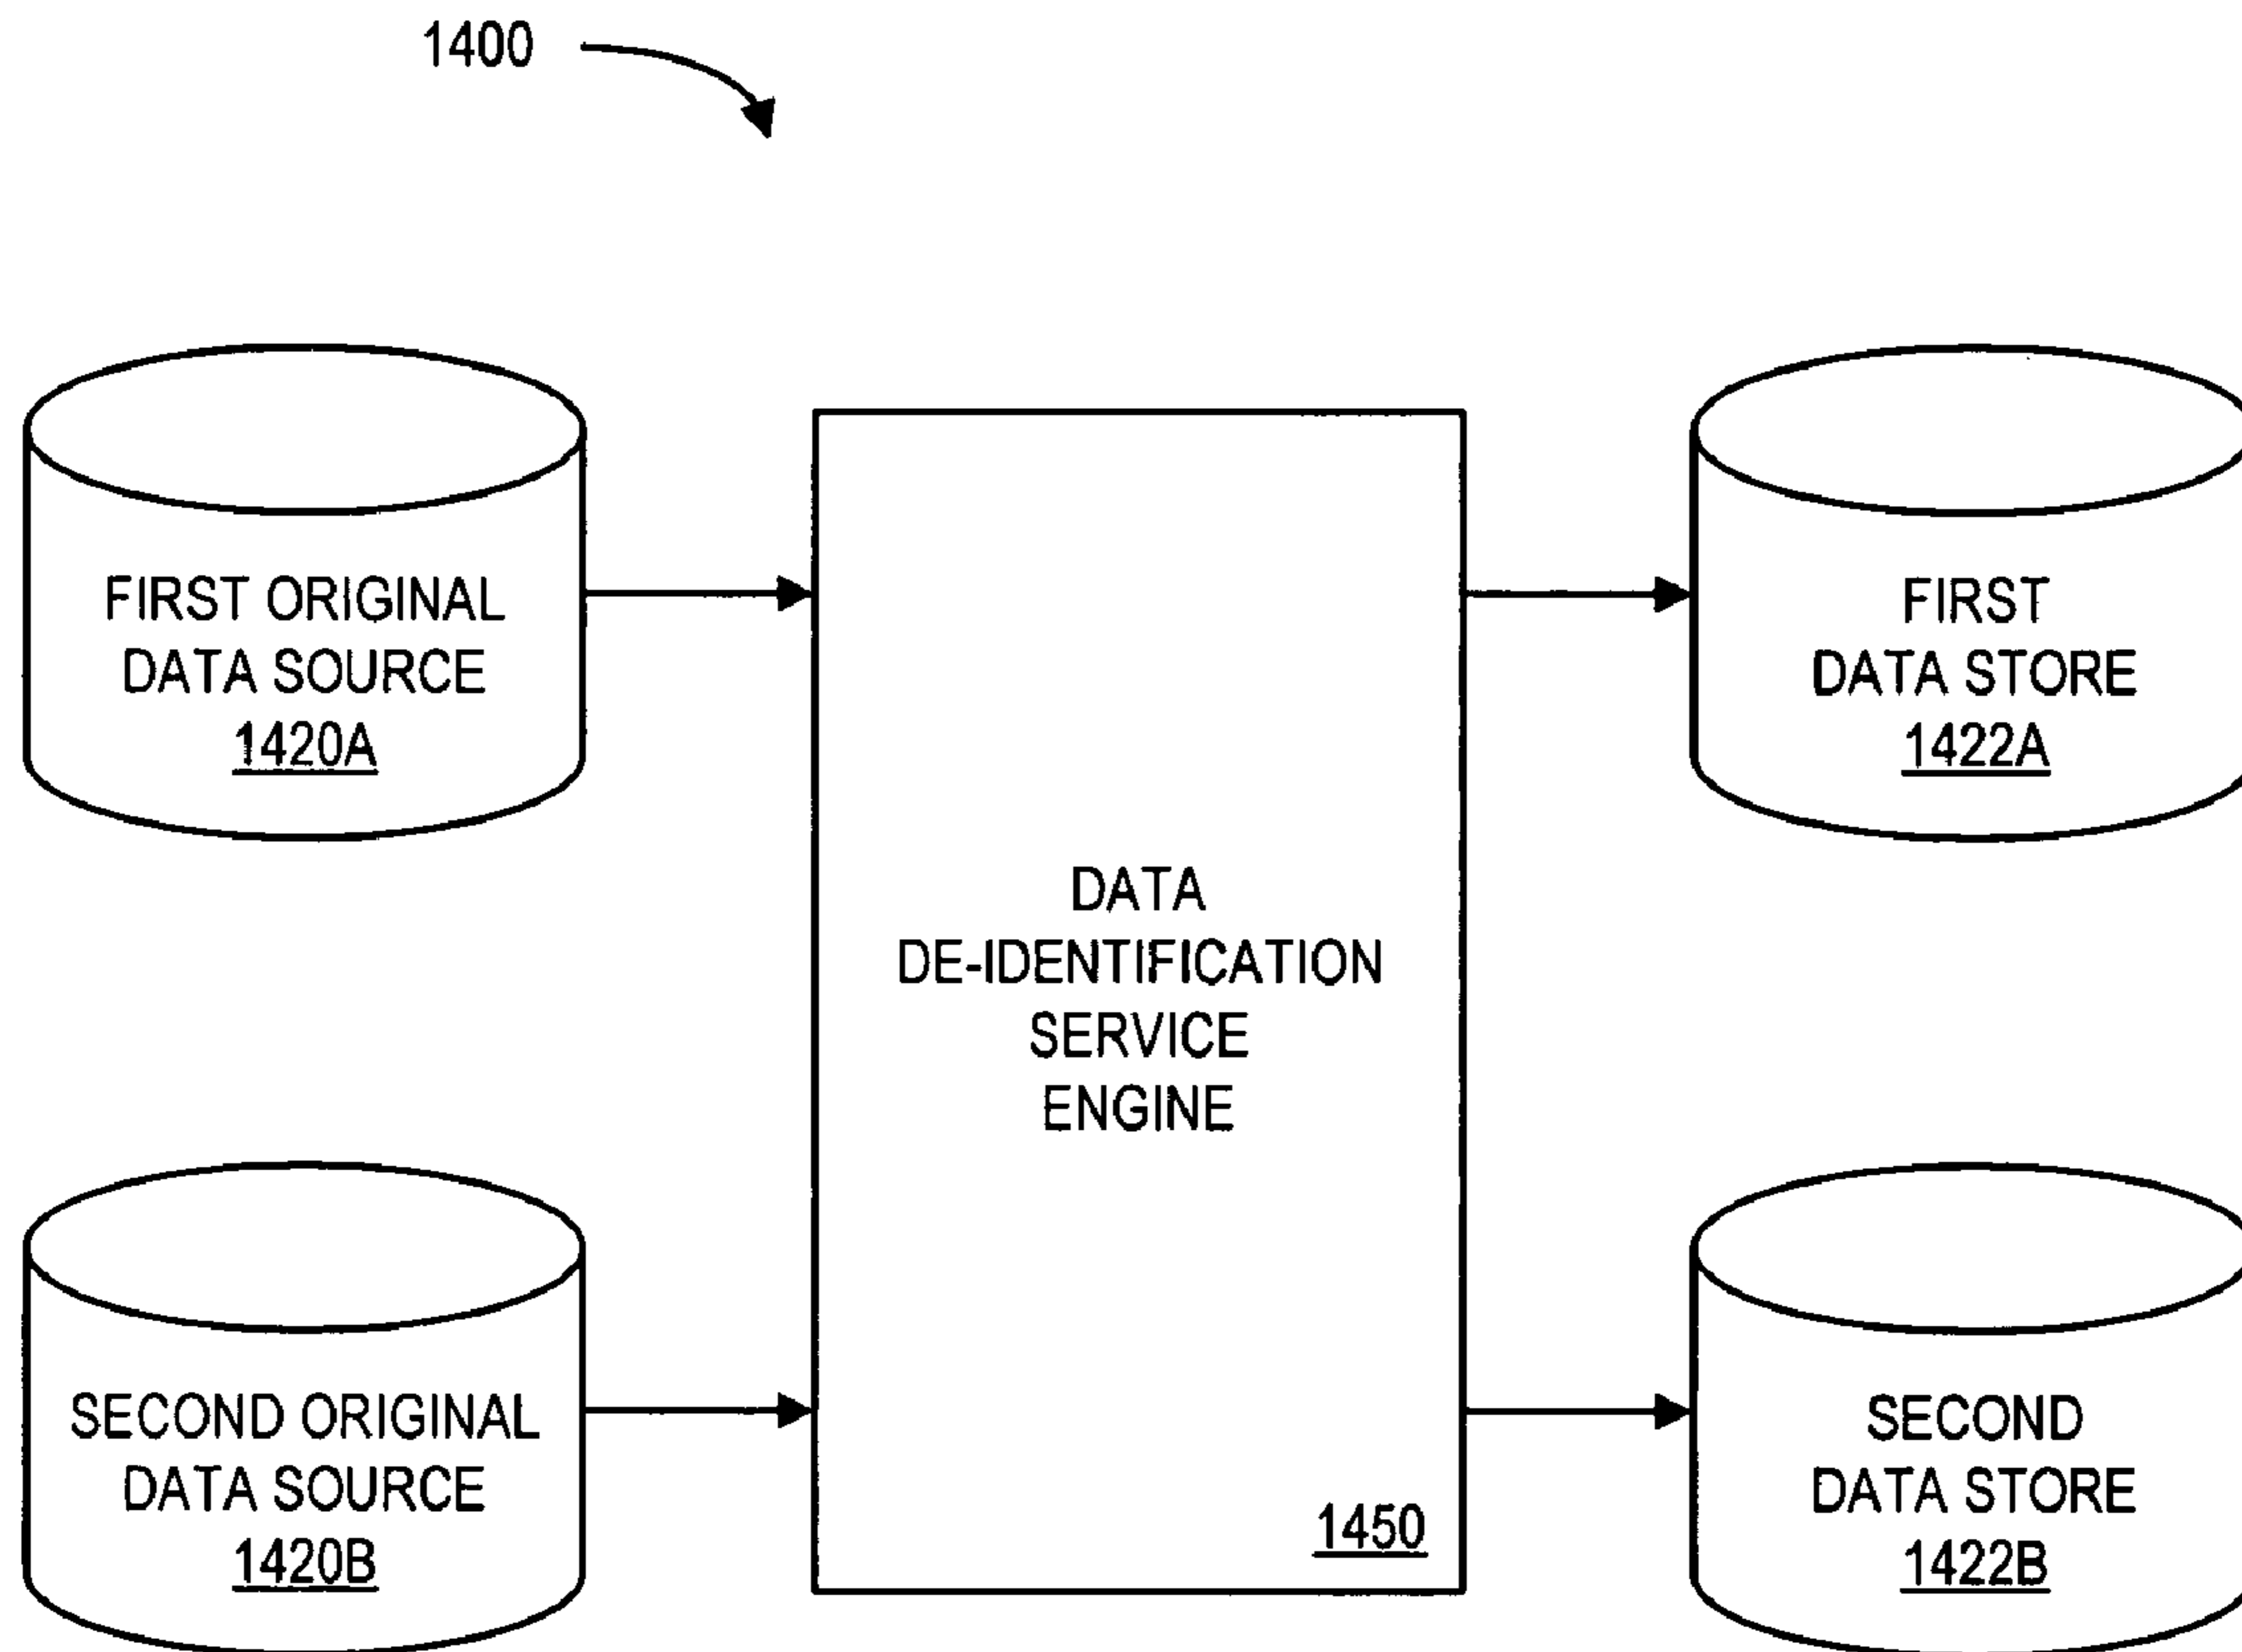 1400
FIRST ORIGINAL
DATA SOURCE
1420A
DATA
DE-IDENTIFICATION
SERVICE
ENGINE
1450
FIRST
DATA STORE
1422A
SECOND ORIGINAL
DATA SOURCE
1420B
SECOND
DATA STORE
1422B